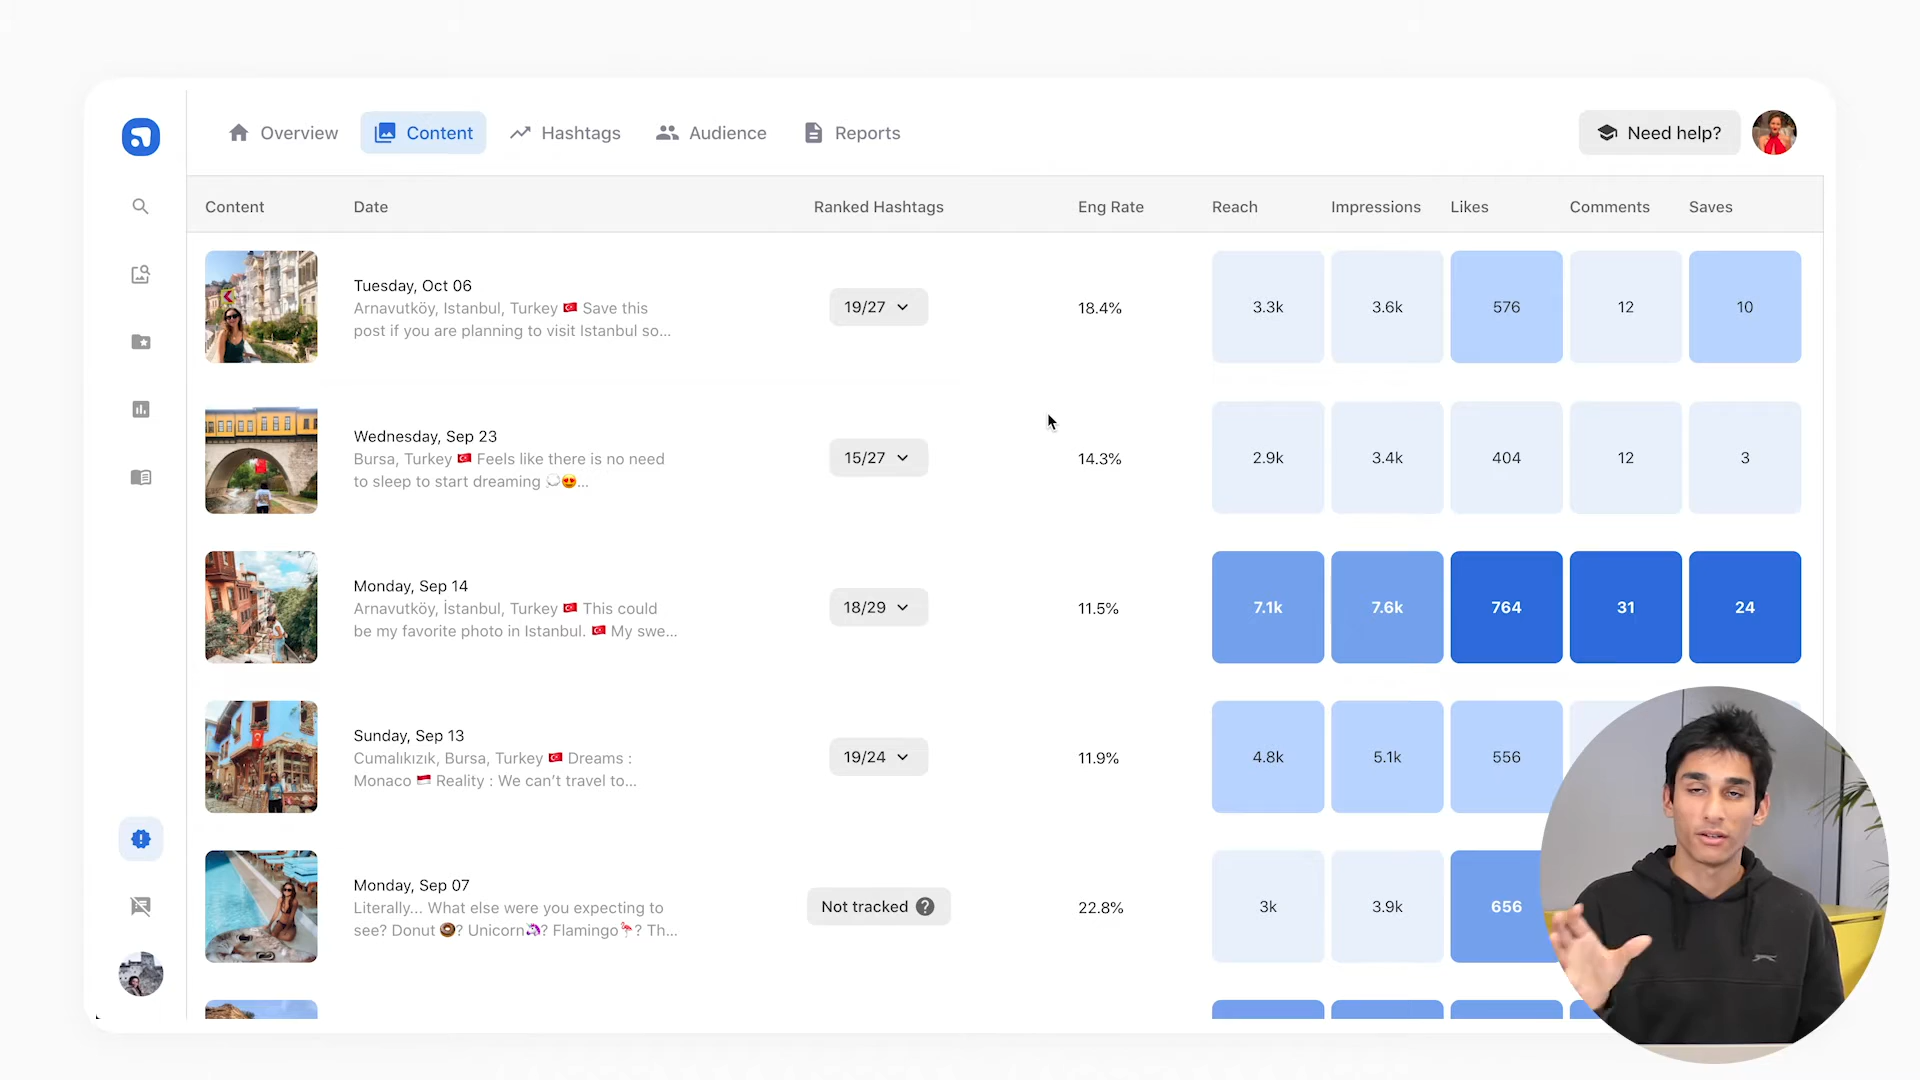 Overview
Content
Hashtags
Audience
Reports
Need help?
Content
Date
Ranked Hashtags
Eng Rate
Reach
Impressions
Likes
Comments
Saves
Tuesday, Oct 06
Arnavutköy, Istanbul, Turkey 🇹🇷 Save this
post if you are planning to visit Istanbul so...
19/27
18.4%
3.3k
3.6k
576
12
10
Wednesday, Sep 23
Bursa, Turkey 🇹🇷 Feels like there is no need
to sleep to start dreaming 💭😍...
15/27
14.3%
2.9k
3.4k
404
12
3
Monday, Sep 14
Arnavutköy, İstanbul, Turkey 🇹🇷 This could
be my favorite photo in Istanbul. 🇹🇷 My swe...
18/29
11.5%
7.1k
7.6k
764
31
24
Sunday, Sep 13
Cumalıkızık, Bursa, Turkey 🇹🇷 Dreams :
Monaco 🇲🇨 Reality : We can't travel to...
19/24
11.9%
4.8k
5.1k
556
Monday, Sep 07
Literally... What else were you expecting to
see? Donut 🍩? Unicorn🦄? Flamingo🦩? Th...
Not tracked ?
22.8%
3k
3.9k
656